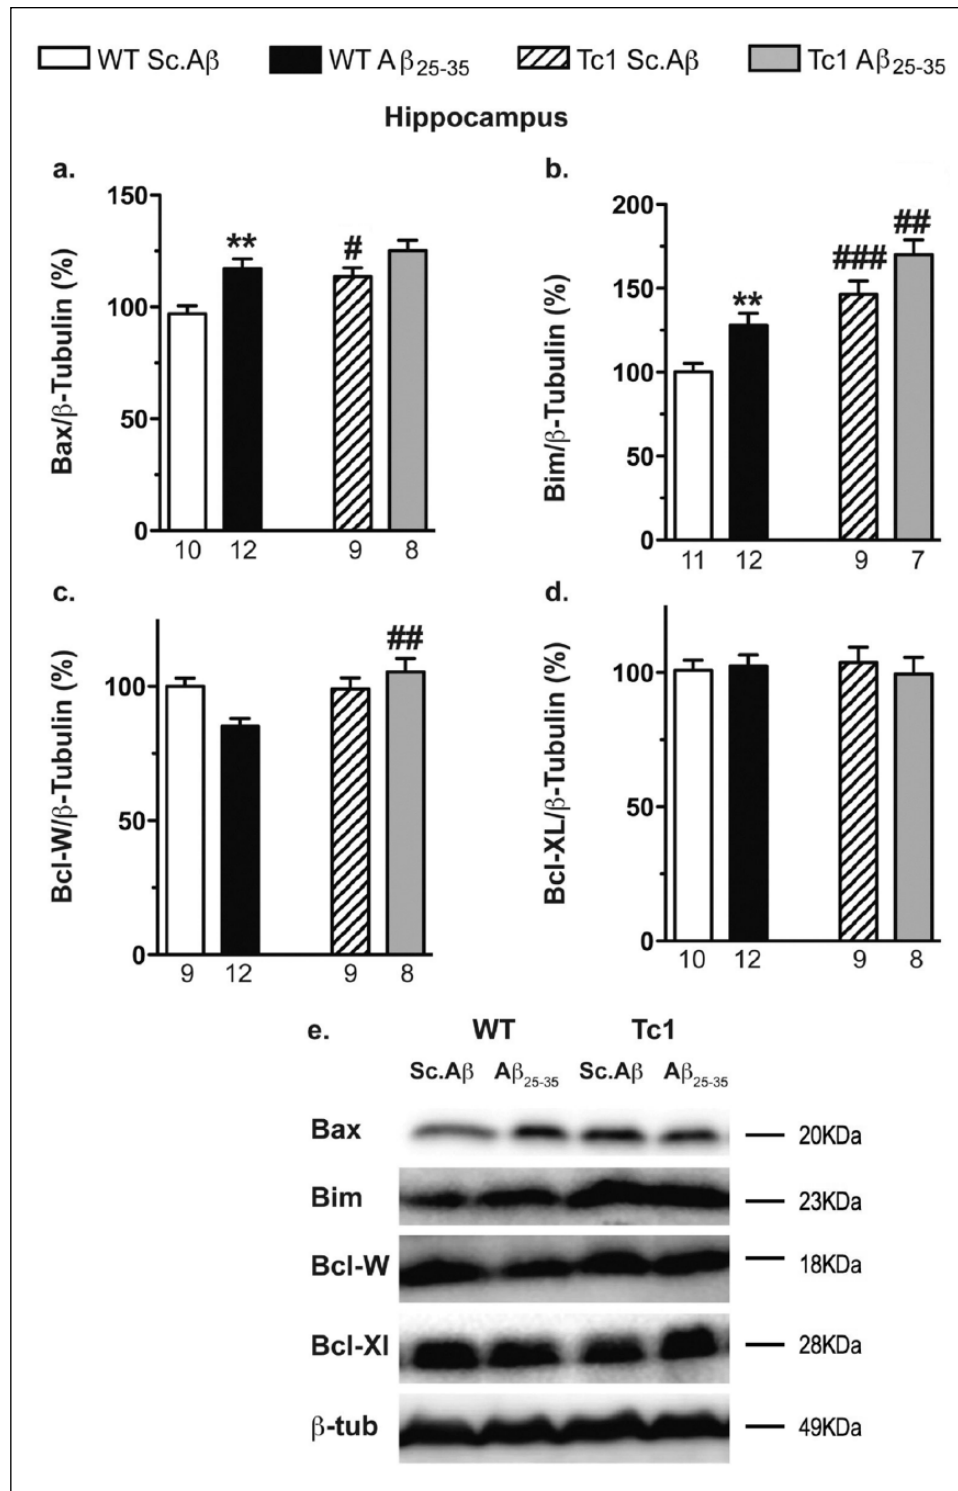 WT Sc.Aβ WT Aβ25-35 Tc1 Sc.Aβ Tc1 Aβ25-35
Hippocampus
a.
Bax/β-Tubulin (%)
150
100
50
0
**
#
10 12 9 8
b.
Bim/β-Tubulin (%)
200
150
100
50
0
**
###
##
11 12 9 7
c.
Bcl-W/β-Tubulin (%)
100
50
0
##
9 12 9 8
d.
Bcl-XL/β-Tubulin (%)
100
50
0
10 12 9 8
e.
WT Tc1
Sc.Aβ Aβ25-35 Sc.Aβ Aβ25-35
Bax 20KDa
Bim 23KDa
Bcl-W 18KDa
Bcl-Xl 28KDa
β-tub 49KDa